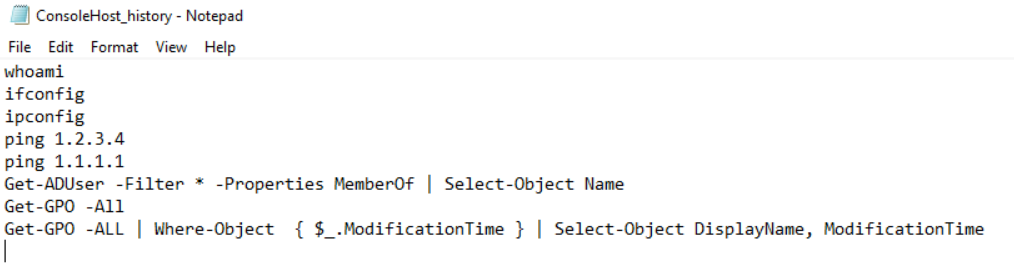 ConsoleHost_history - Notepad
File Edit Format View Help
whoami
ifconfig
ipconfig
ping 1.2.3.4
ping 1.1.1.1
Get-ADUser -Filter * -Properties MemberOf | Select-Object Name
Get-GPO -All
Get-GPO -ALL | Where-Object  { $_.ModificationTime } | Select-Object DisplayName, ModificationTime